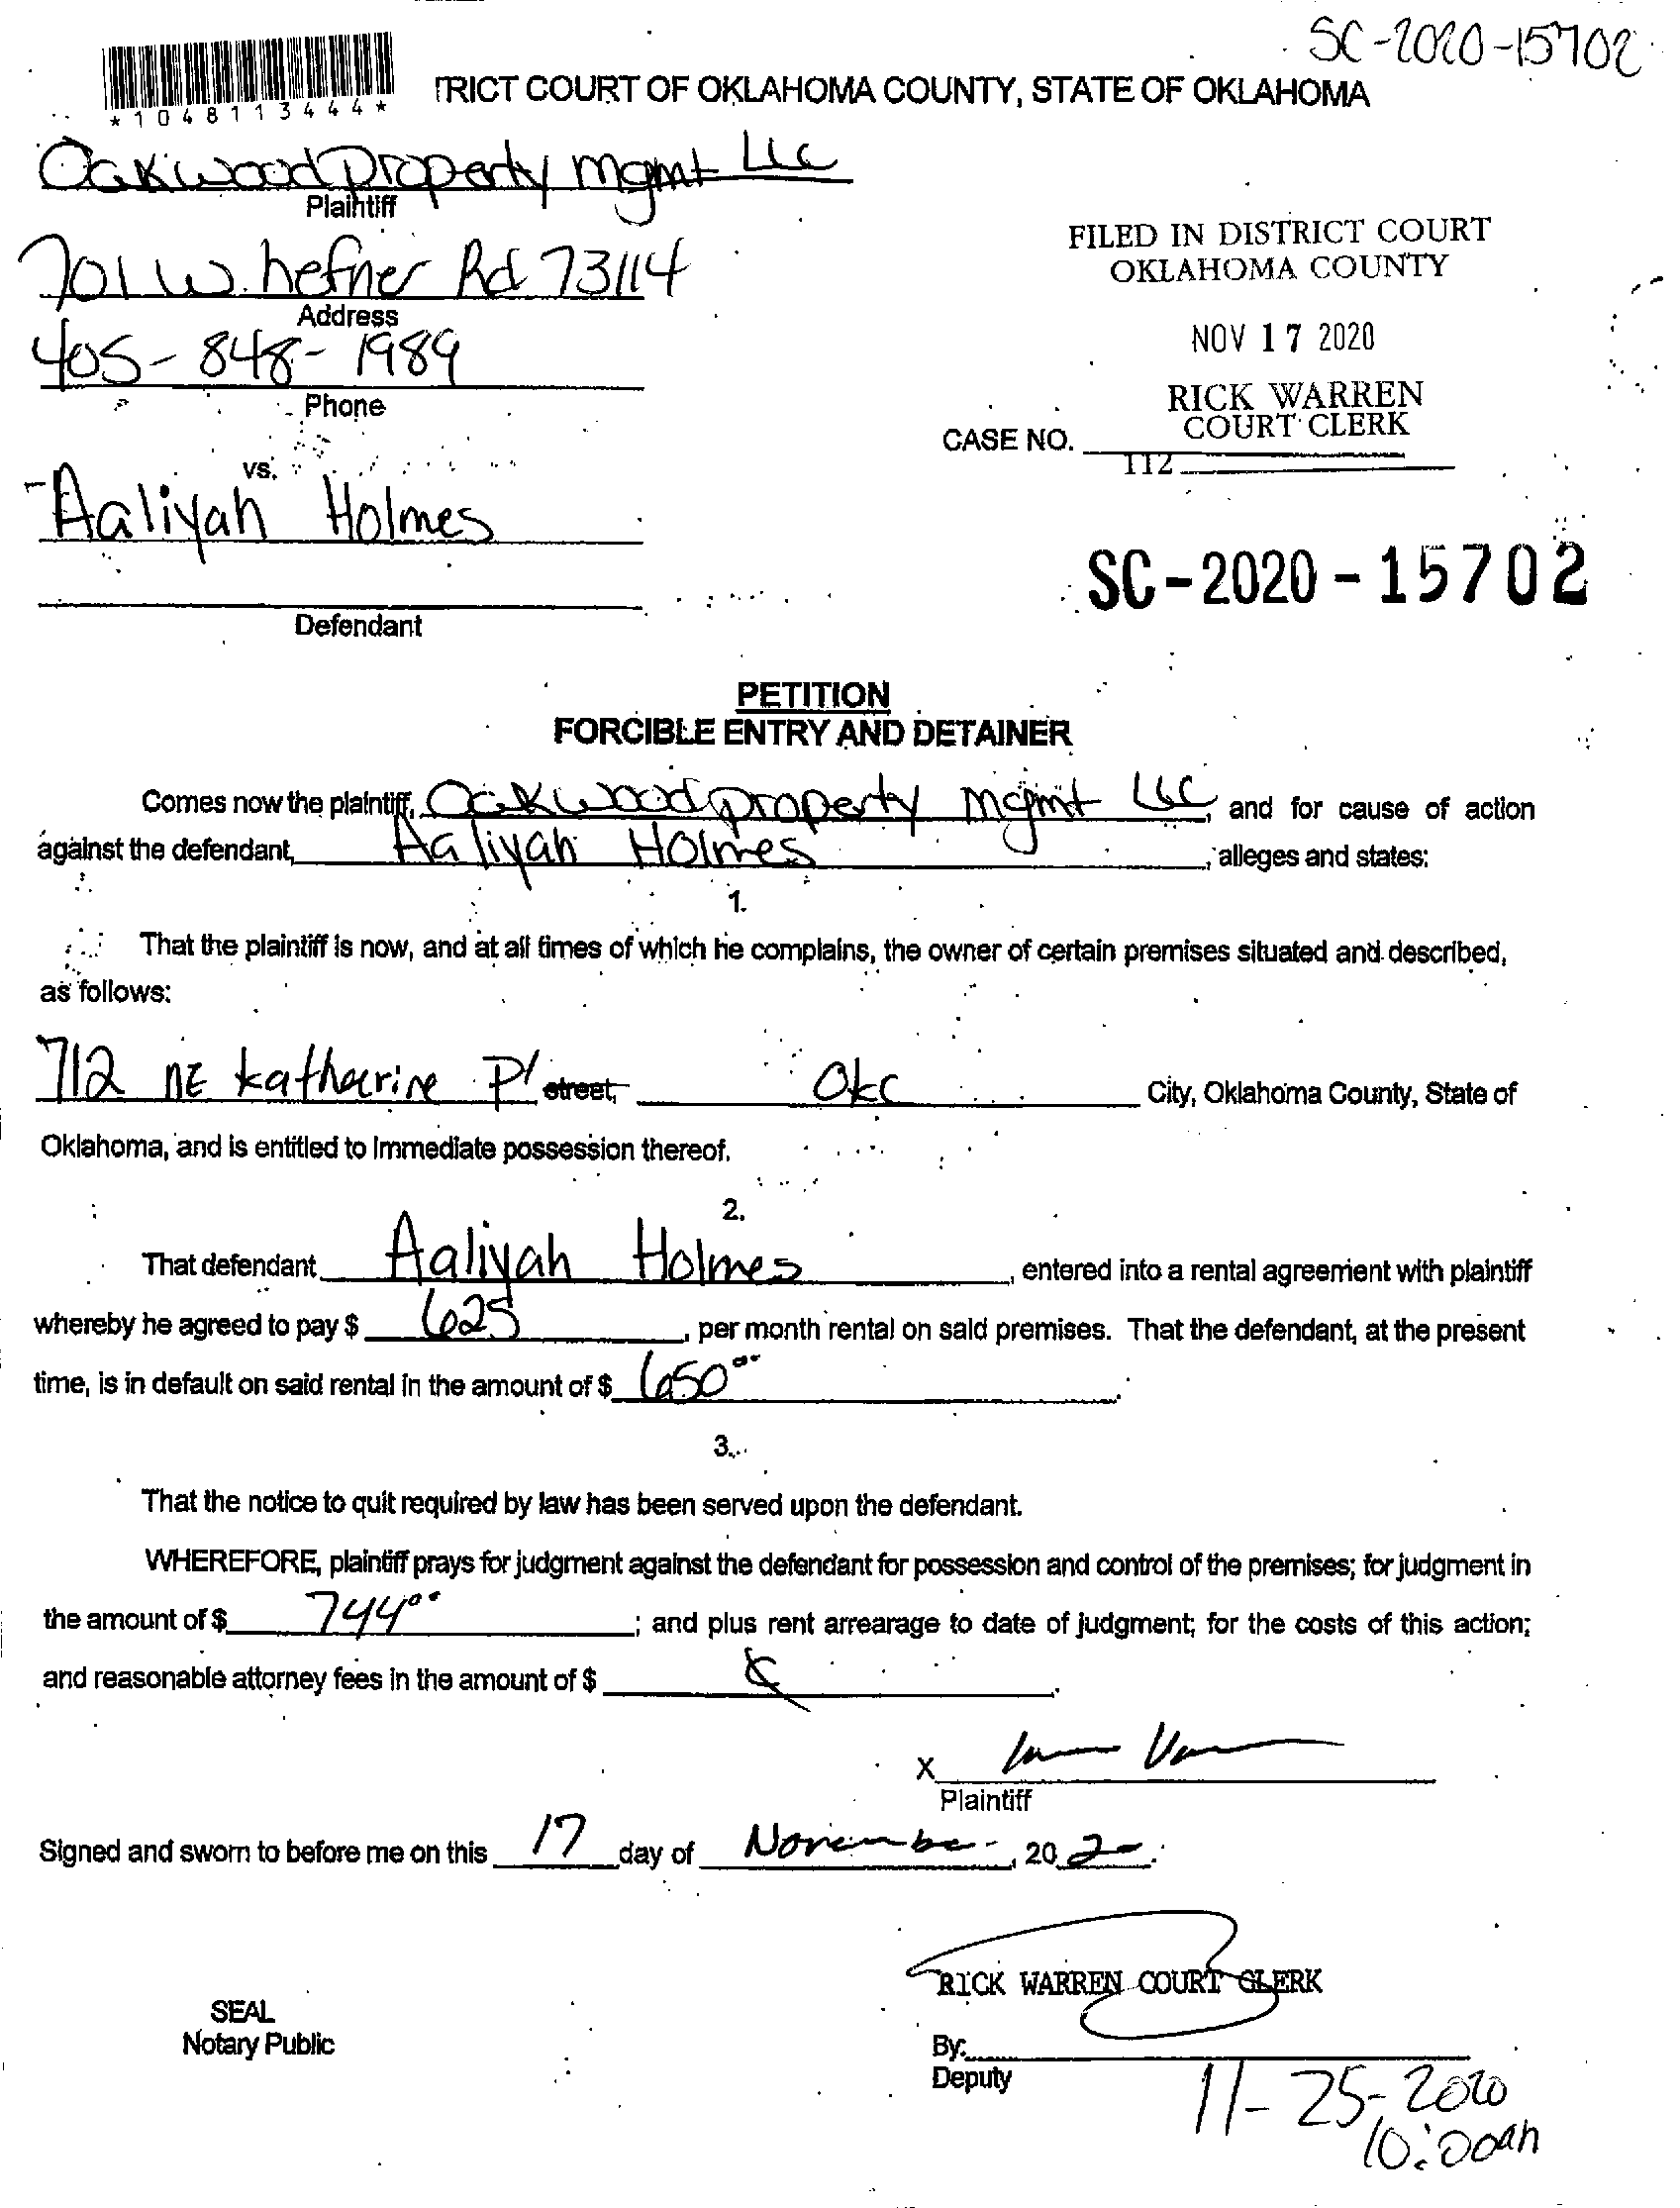 SC-2020-15702
*1048113444*
TRICT COURT OF OKLAHOMA COUNTY, STATE OF OKLAHOMA
Oakwood property mgmt LLC
Plaintiff
701 W. hefner Rd 73114
Address
405-848-1989
Phone
FILED IN DISTRICT COURT
OKLAHOMA COUNTY
NOV 17 2020
RICK WARREN
COURT CLERK
CASE NO.
112
vs.
Aaliyah Holmes
SC-2020-15702
Defendant
PETITION
FORCIBLE ENTRY AND DETAINER
Comes now the plaintiff, Oakwood property mgmt LLC, and for cause of action
against the defendant, Aaliyah Holmes, alleges and states:
1.
That the plaintiff is now, and at all times of which he complains, the owner of certain premises situated and described,
as follows:
712 NE katherine Pl street, Okc City, Oklahoma County, State of
Oklahoma, and is entitled to immediate possession thereof.
2.
That defendant Aaliyah Holmes, entered into a rental agreement with plaintiff
whereby he agreed to pay $ 625, per month rental on said premises. That the defendant, at the present
time, is in default on said rental in the amount of $ 650.00.
3.
That the notice to quit required by law has been served upon the defendant.
WHEREFORE, plaintiff prays for judgment against the defendant for possession and control of the premises; for judgment in
the amount of $ 744.00; and plus rent arrearage to date of judgment; for the costs of this action;
and reasonable attorney fees in the amount of $
X
Plaintiff
Signed and sworn to before me on this 17 day of November, 20 20.
RICK WARREN COURT CLERK
SEAL
Notary Public
By:
Deputy
11-25-2020
10:00am